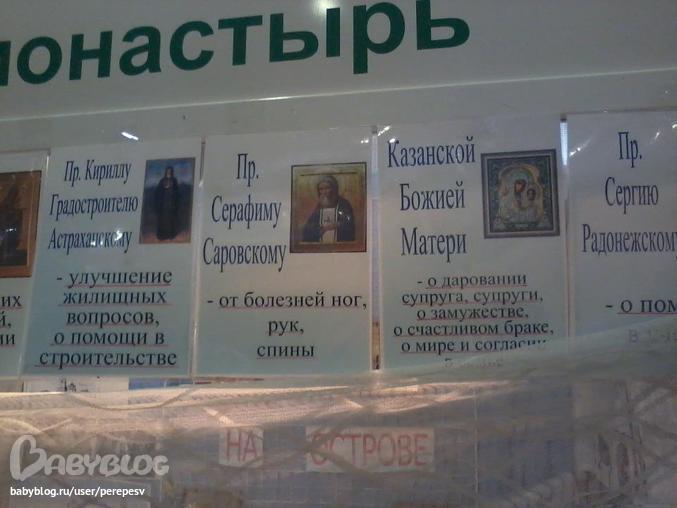 монастырь
Пр. Кириллу
Градостроителю
Астраханскому
- улучшение
жилищных
вопросов,
о помощи в
строительстве
Пр.
Серафиму
Саровскому
- от болезней ног,
рук,
спины
Казанской
Божией
Матери
- о даровании
супруга, супруги,
о замужестве,
о счастливом браке,
о мире и согласии
Пр.
Сергию
Радонежскому
- о пом
НА ОСТРОВЕ
BABYBLOG
babyblog.ru/user/perepesv